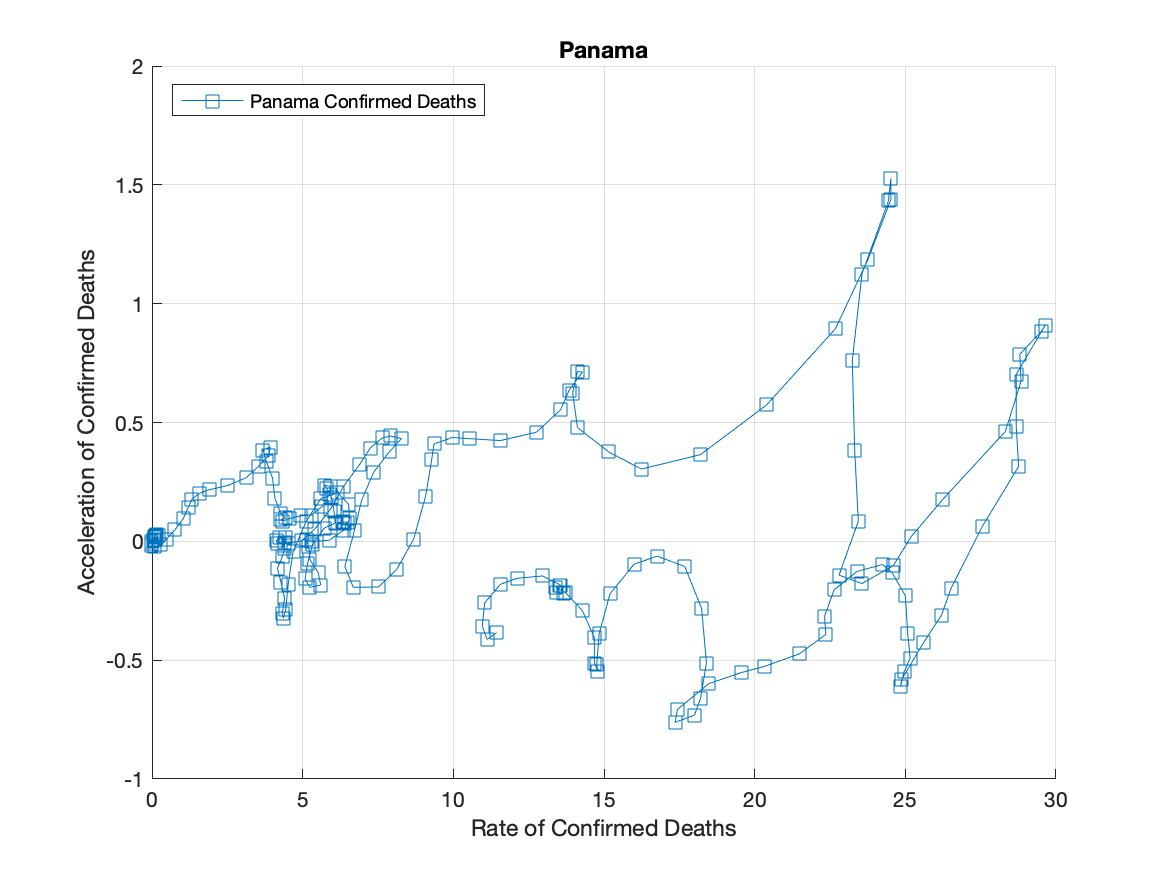 Panama
Panama Confirmed Deaths
Acceleration of Confirmed Deaths
2
1.5
1
0.5
0
-0.5
-1
0 5 10 15 20 25 30
Rate of Confirmed Deaths